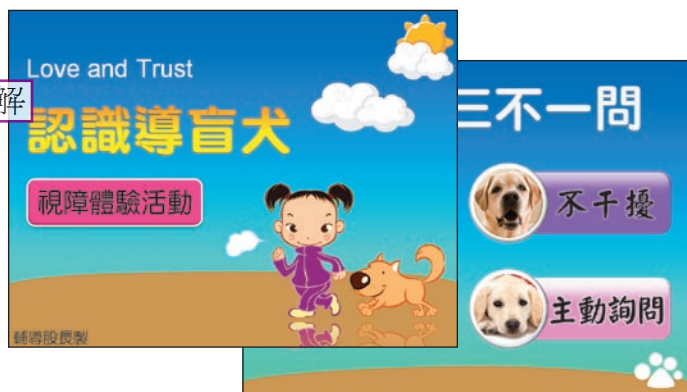 解
Love and Trust
認識導盲犬
視障體驗活動
輔導股長製
三不一問
不干擾
主動詢問